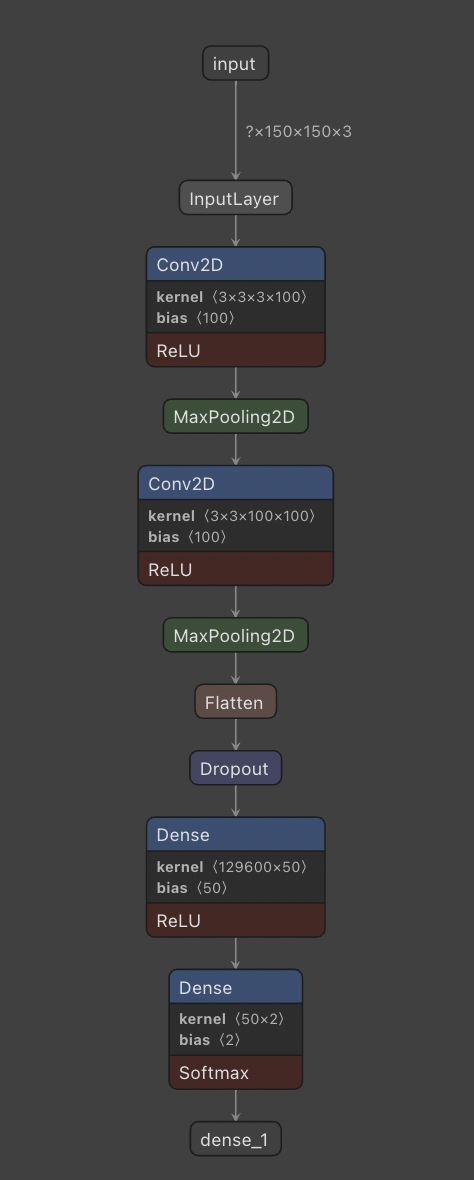 input
?×150×150×3
InputLayer
Conv2D
kernel ⟨3×3×3×100⟩
bias ⟨100⟩
ReLU
MaxPooling2D
Conv2D
kernel ⟨3×3×100×100⟩
bias ⟨100⟩
ReLU
MaxPooling2D
Flatten
Dropout
Dense
kernel ⟨129600×50⟩
bias ⟨50⟩
ReLU
Dense
kernel ⟨50×2⟩
bias ⟨2⟩
Softmax
dense_1